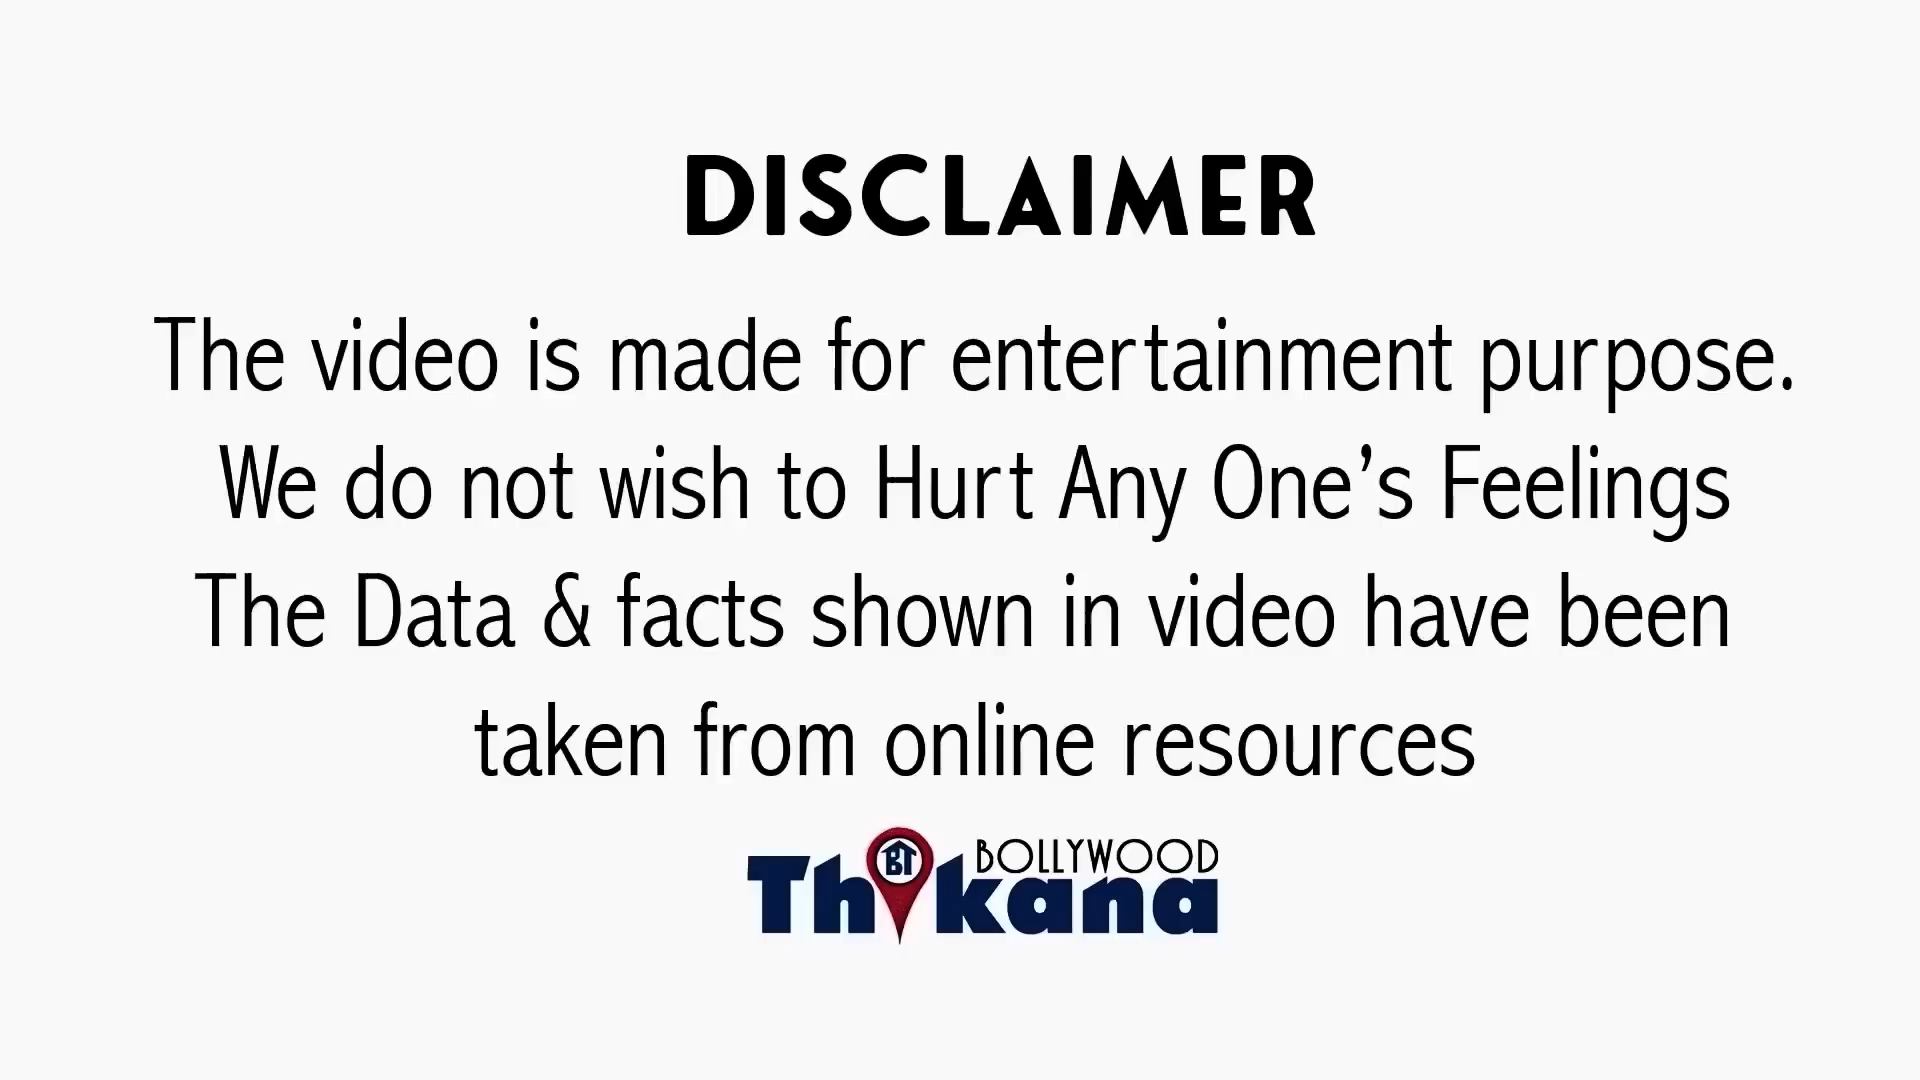 DISCLAIMER
The video is made for entertainment purpose.
We do not wish to Hurt Any One’s Feelings
The Data & facts shown in video have been
taken from online resources
BT
BOLLYWOOD
Thikana